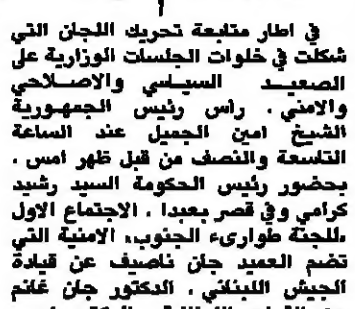 في اطار متابعة تحريك اللجان التي
شكلت في خلوات الجلسات الوزارية على
الصعيد السياسي والاصلاحي
والامني ، راس رئيس الجمهورية
الشيخ امين الجميل عند الساعة
التاسعة والنصف من قبل ظهر امس ،
بحضور رئيس الحكومة السيد رشيد
كرامي وفي قصر بعبدا ، الاجتماع الاول
«للجنة طوارىء الجنوب» الامنية التي
تضم العميد جان ناصيف عن قيادة
الجيش اللبناني ، الدكتور جان غانم